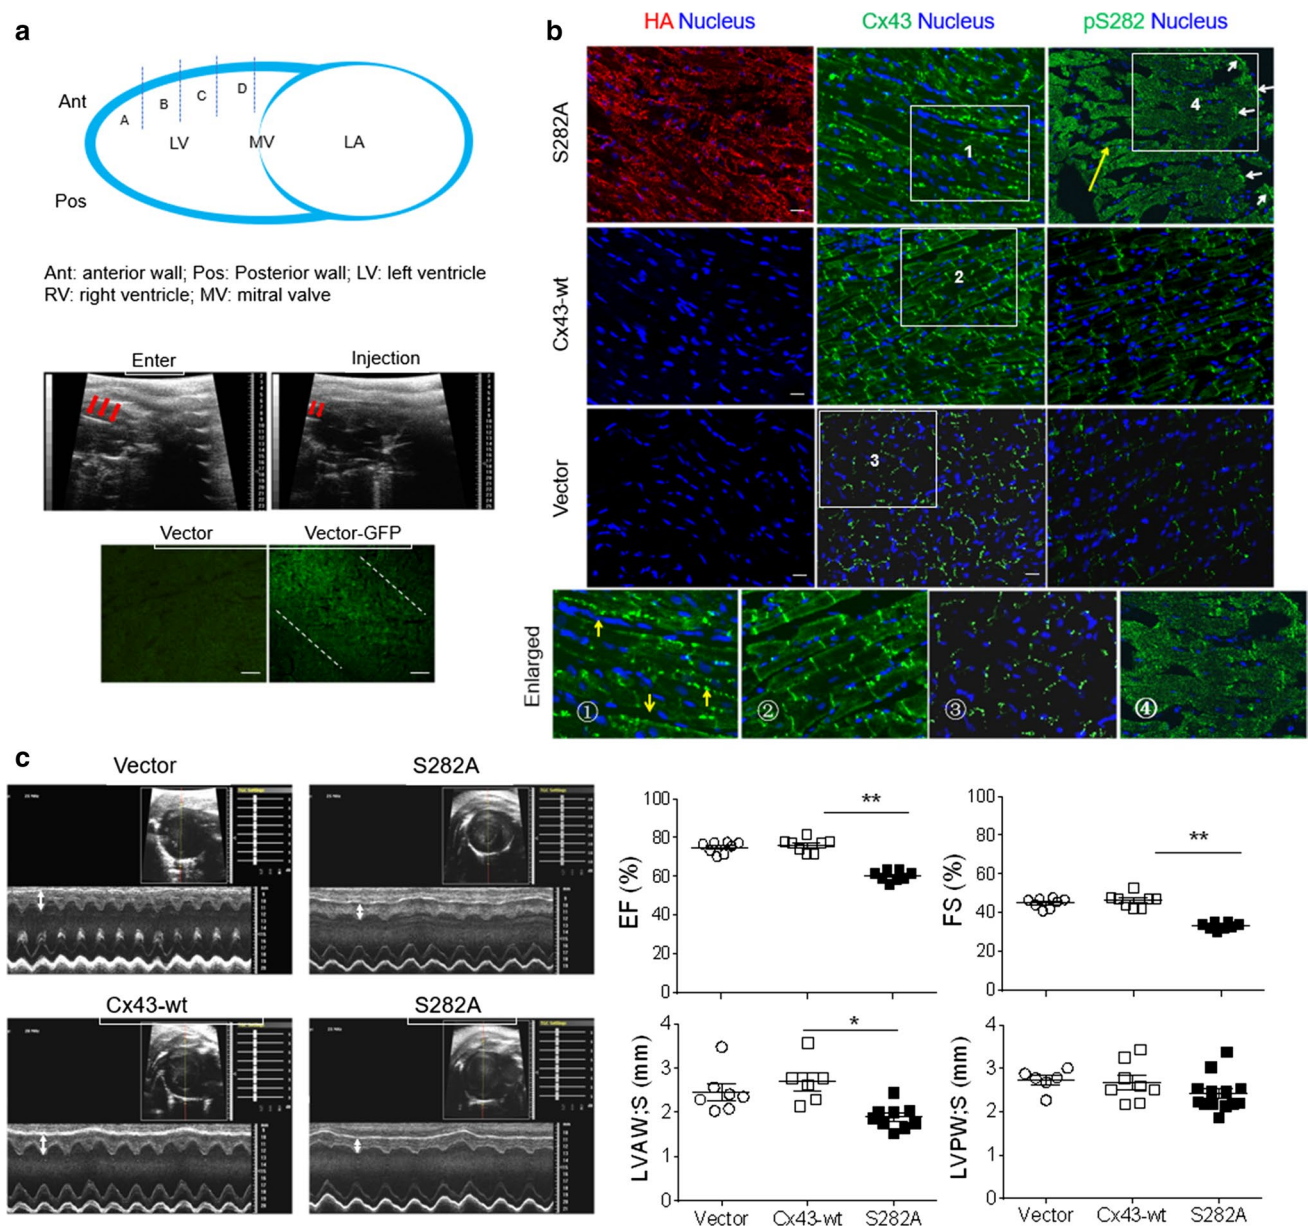 a
Ant
A
B
C
D
LV
MV
LA
Pos
Ant: anterior wall; Pos: Posterior wall; LV: left ventricle
RV: right ventricle; MV: mitral valve
Enter
Injection
Vector
Vector-GFP
b
HA Nucleus
Cx43 Nucleus
pS282 Nucleus
S282A
1
4
Cx43-wt
2
Vector
3
Enlarged
①
②
③
④
c
Vector
S282A
Cx43-wt
S282A
EF (%)
100
80
60
40
20
0
**
FS (%)
100
80
60
40
20
0
**
LVAW;S (mm)
4
3
2
1
0
*
Vector
Cx43-wt
S282A
LVPW;S (mm)
4
3
2
1
0
Vector
Cx43-wt
S282A